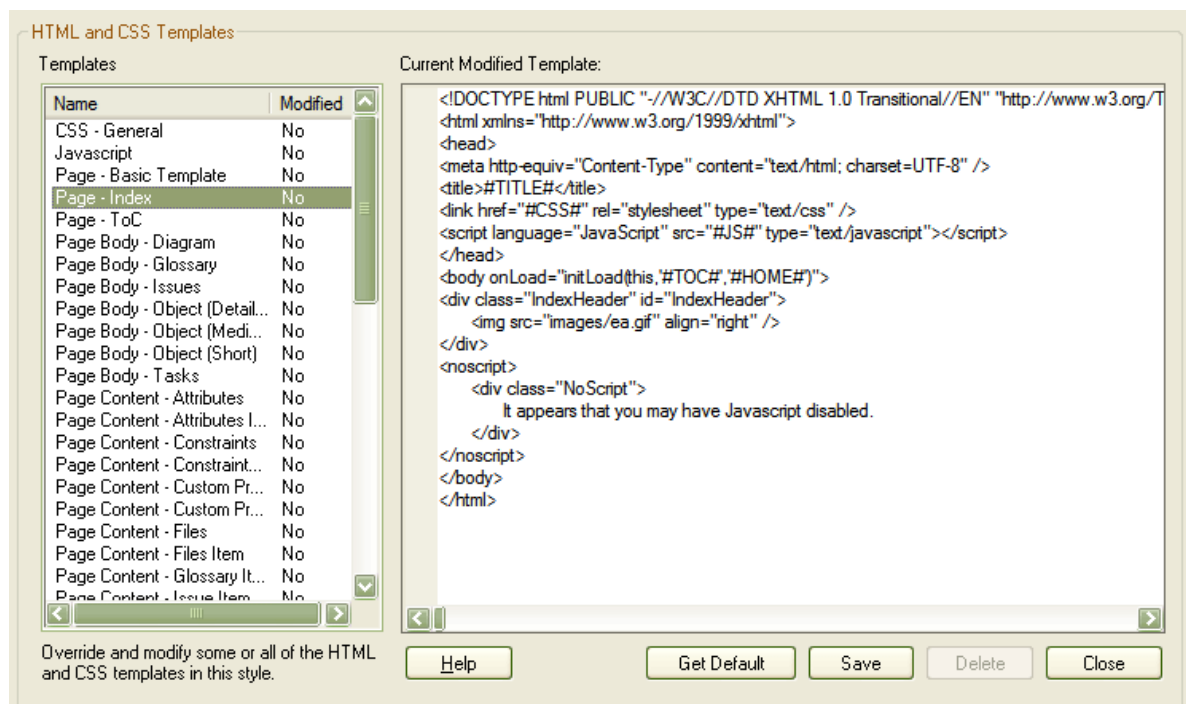 HTML and CSS Templates
Templates
Name Modified
CSS - General No
Javascript No
Page - Basic Template No
Page - Index No
Page - ToC No
Page Body - Diagram No
Page Body - Glossary No
Page Body - Issues No
Page Body - Object (Detail... No
Page Body - Object (Medi... No
Page Body - Object (Short) No
Page Body - Tasks No
Page Content - Attributes No
Page Content - Attributes I... No
Page Content - Constraints No
Page Content - Constraint... No
Page Content - Custom Pr... No
Page Content - Custom Pr... No
Page Content - Files No
Page Content - Files Item No
Page Content - Glossary It... No
Page Content - Issue Item No
Override and modify some or all of the HTML
and CSS templates in this style.
Current Modified Template:
<!DOCTYPE html PUBLIC "-//W3C//DTD XHTML 1.0 Transitional//EN" "http://www.w3.org/T
<html xmlns="http://www.w3.org/1999/xhtml">
<head>
<meta http-equiv="Content-Type" content="text/html; charset=UTF-8" />
<title>#TITLE#</title>
<link href="#CSS#" rel="stylesheet" type="text/css" />
<script language="JavaScript" src="#JS#" type="text/javascript"></script>
</head>
<body onLoad="initLoad(this,'#TOC#','#HOME#')">
<div class="IndexHeader" id="IndexHeader">
<img src="images/ea.gif" align="right" />
</div>
<noscript>
<div class="NoScript">
It appears that you may have Javascript disabled.
</div>
</noscript>
</body>
</html>
Help Get Default Save Delete Close